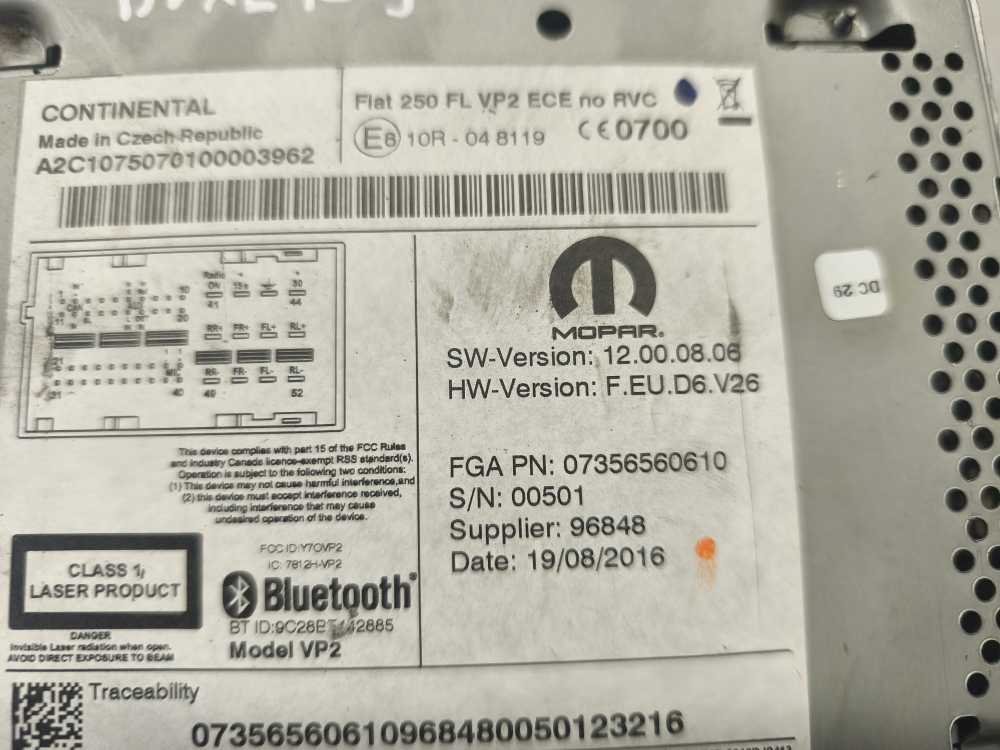 CONTINENTAL
Made in Czech Republic
A2C1075070100003962
Fiat 250 FL VP2 ECE no RVC
E8 10R - 04 8119 CE0700
Radio
ON 15± 30
41 44
RR+ FR+ FL+ RL+
RR- FR- FL- RL-
49 52
MOPAR®
SW-Version: 12.00.08.06
HW-Version: F.EU.D6.V26
FGA PN: 07356560610
S/N: 00501
Supplier: 96848
Date: 19/08/2016
DC 29
This device complies with part 15 of the FCC Rules
and Industry Canada licence-exempt RSS standard(s).
Operation is subject to the following two conditions:
(1) This device may not cause harmful interference,and
(2) this device must accept interference received,
including interference that may cause
undesired operation of the device.
CLASS 1
LASER PRODUCT
DANGER
Invisible Laser radiation when open.
AVOID DIRECT EXPOSURE TO BEAM
FCC ID:Y7OVP2
IC: 7812H-VP2
Bluetooth®
BT ID:
Model VP2
Traceability
0735656061096848005012​3216